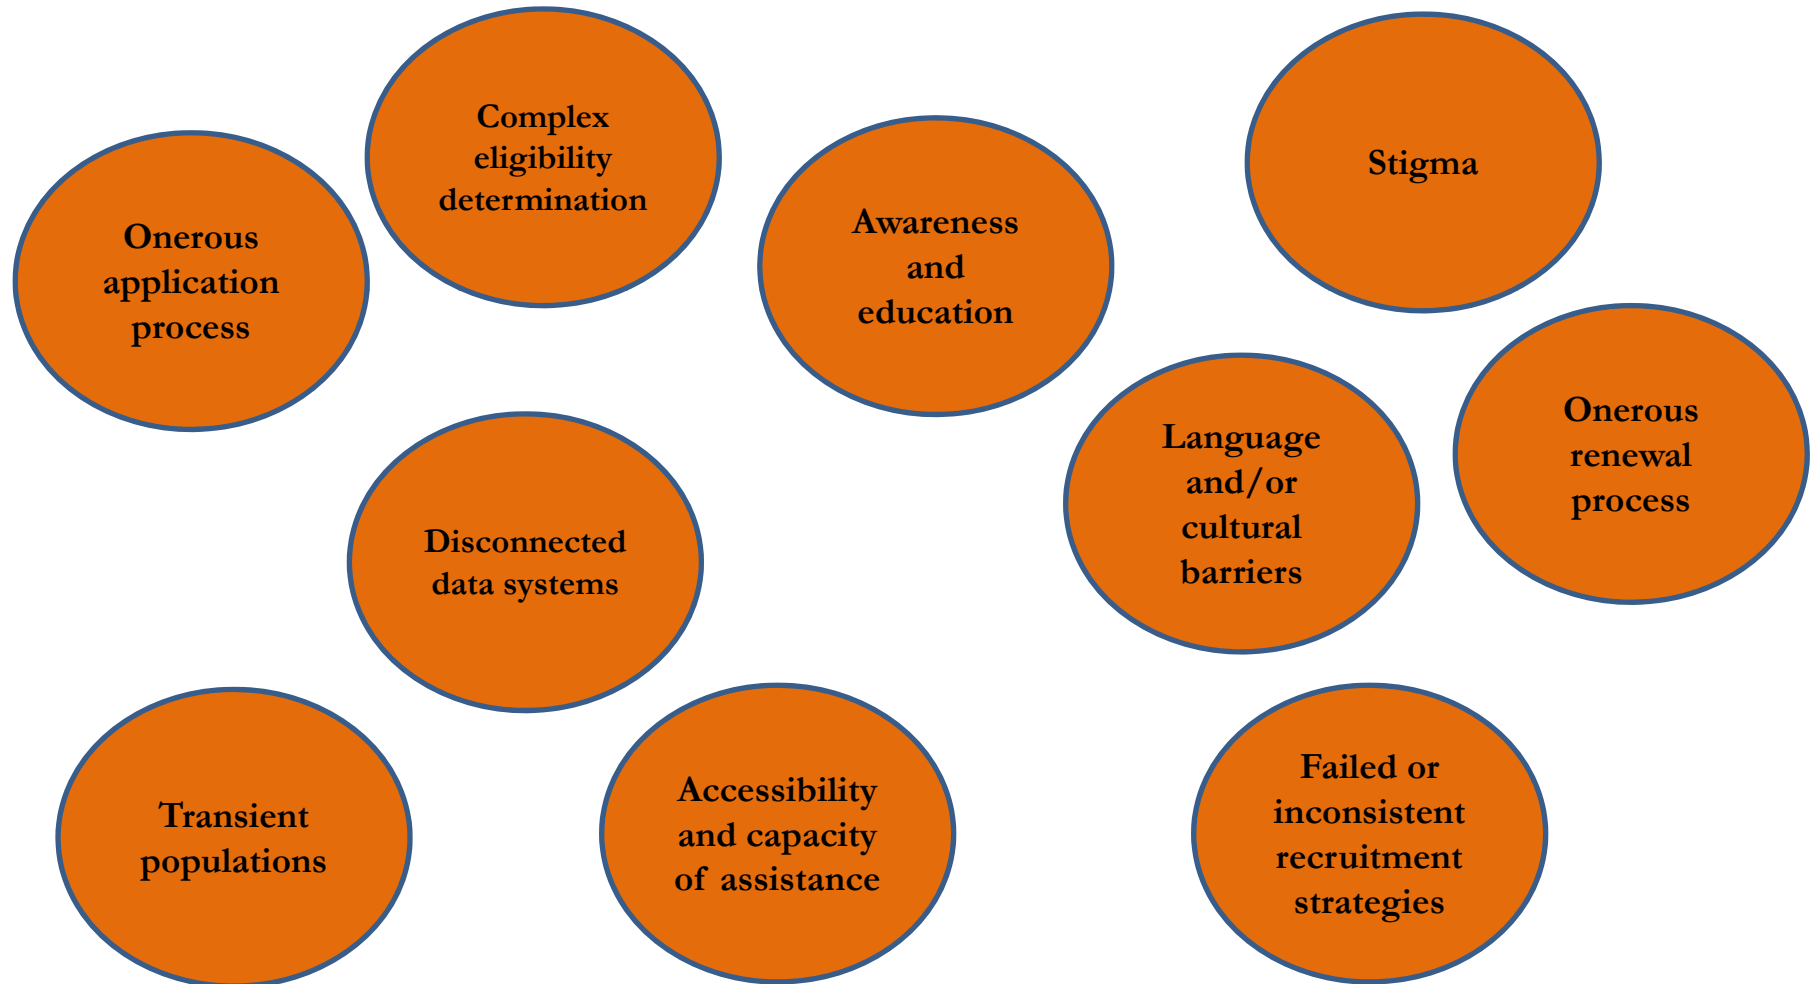 Complex
eligibility
determination
Stigma
Onerous
application
process
Awareness
and
education
Language
and/or
cultural
barriers
Onerous
renewal
process
Disconnected
data systems
Transient
populations
Accessibility
and capacity
of assistance
Failed or
inconsistent
recruitment
strategies